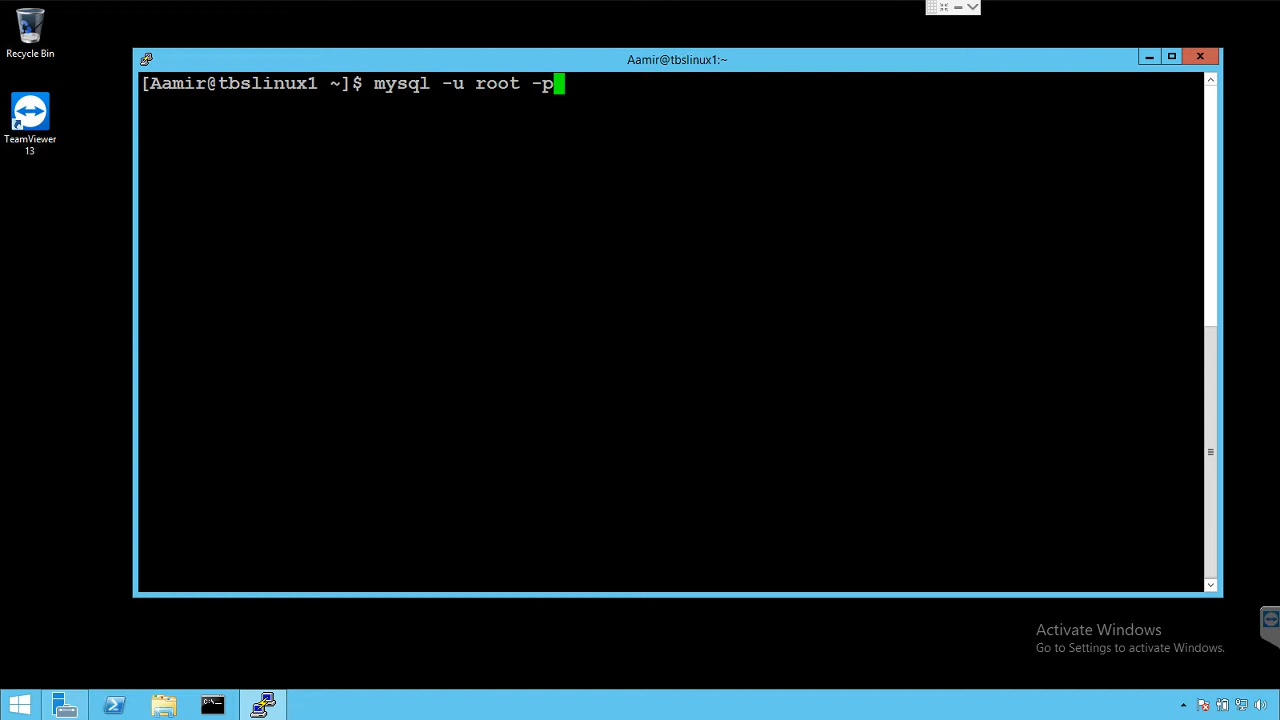 Recycle Bin
TeamViewer
13
Aamir@tbslinux1:~
[Aamir@tbslinux1 ~]$ mysql -u root -p
Activate Windows
Go to Settings to activate Windows.